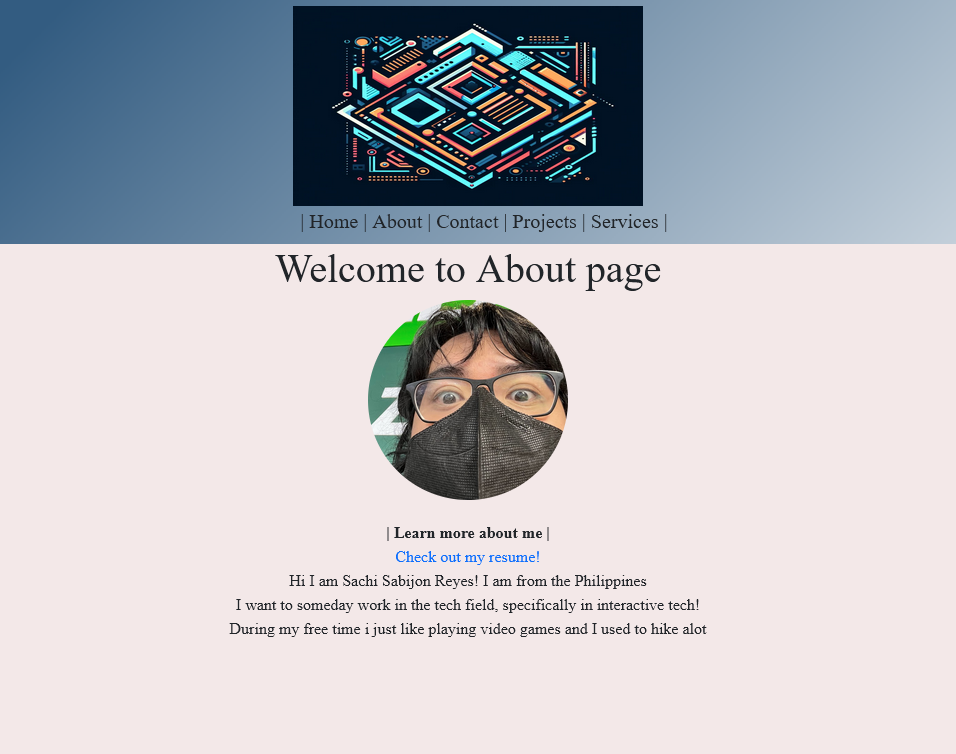 | Home | About | Contact | Projects | Services |
Welcome to About page
| Learn more about me |
Check out my resume!
Hi I am Sachi Sabijon Reyes! I am from the Philippines
I want to someday work in the tech field, specifically in interactive tech!
During my free time i just like playing video games and I used to hike alot